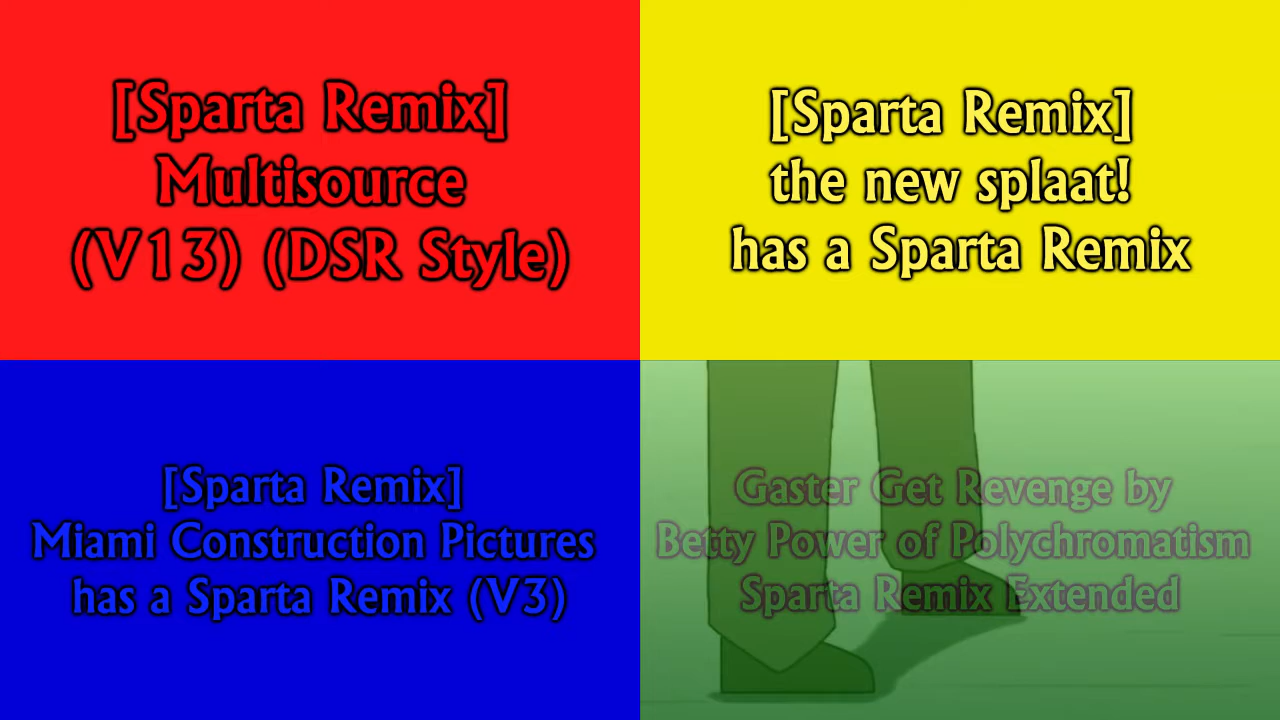 [Sparta Remix]
Multisource
(V13) (DSR Style)
[Sparta Remix]
the new splaat!
has a Sparta Remix
[Sparta Remix]
Miami Construction Pictures
has a Sparta Remix (V3)
Gaster Get Revenge by
Betty Power of Polychromatism
Sparta Remix Extended